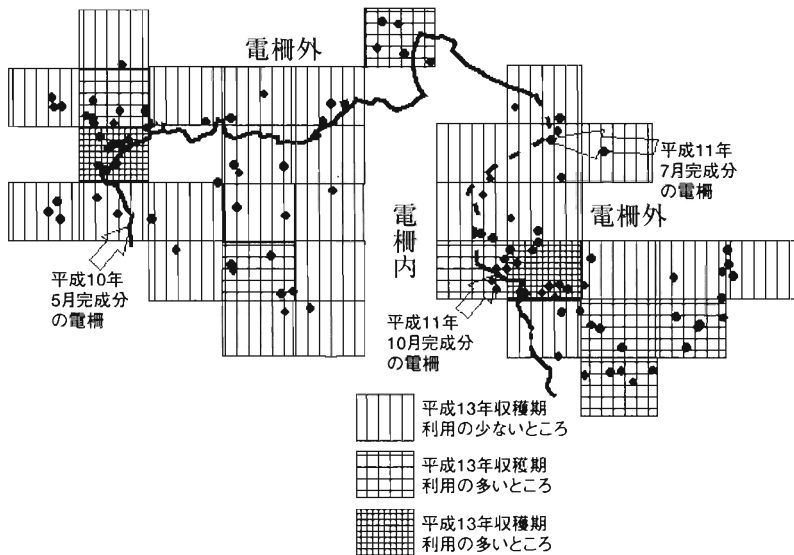 電柵外
平成11年
7月完成分
の電柵
電柵外
電柵内
平成10年
5月完成分
の電柵
平成11年
10月完成分
の電柵
平成13年収穫期
利用の少ないところ
平成13年収穫期
利用の多いところ
平成13年収穫期
利用の多いところ